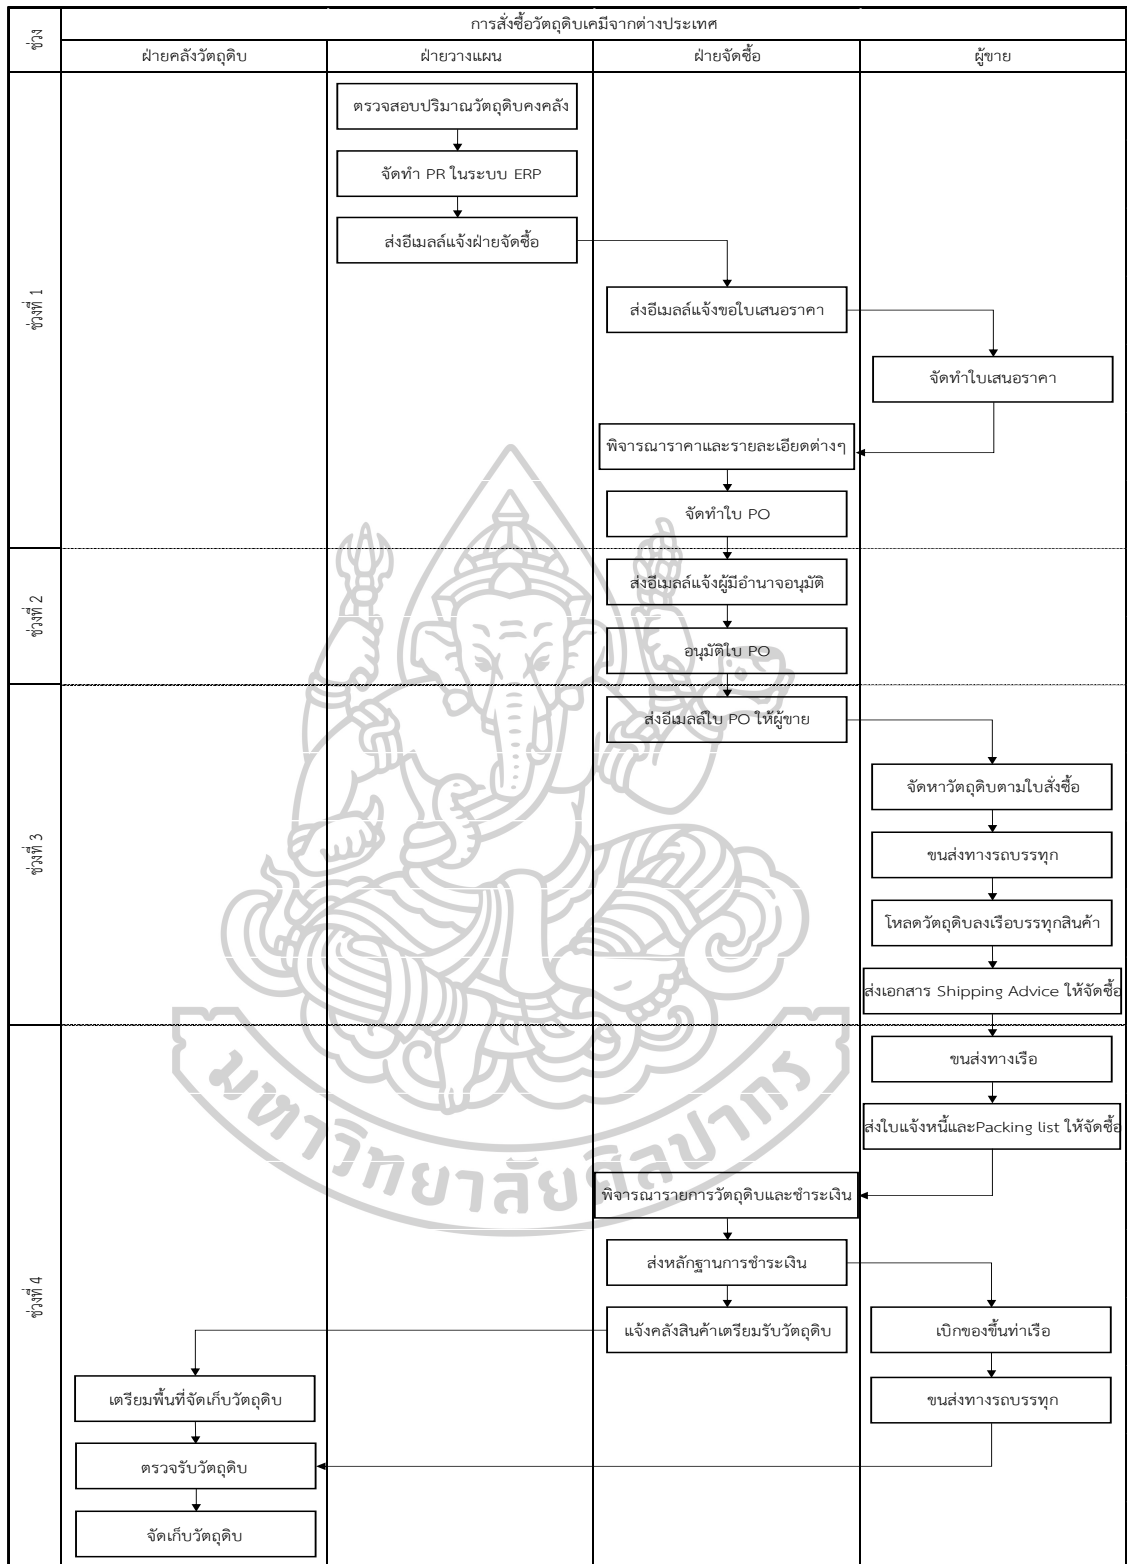 ช่วง
การสั่งซื้อวัตถุดิบเคมีจากต่างประเทศ
ฝ่ายคลังวัตถุดิบ
ฝ่ายวางแผน
ฝ่ายจัดซื้อ
ผู้ขาย
ช่วงที่ 1
ตรวจสอบปริมาณวัตถุดิบคงคลัง
จัดทำ PR ในระบบ ERP
ส่งอีเมลล์แจ้งฝ่ายจัดซื้อ
ส่งอีเมลล์แจ้งขอใบเสนอราคา
จัดทำใบเสนอราคา
พิจารณาราคาและรายละเอียดต่างๆ
จัดทำใบ PO
ช่วงที่ 2
ส่งอีเมลล์แจ้งผู้มีอำนาจอนุมัติ
อนุมัติใบ PO
ช่วงที่ 3
ส่งอีเมลล์ใบ PO ให้ผู้ขาย
จัดหาวัตถุดิบตามใบสั่งซื้อ
ขนส่งทางรถบรรทุก
โหลดวัตถุดิบลงเรือบรรทุกสินค้า
ส่งเอกสาร Shipping Advice ให้จัดซื้อ
ช่วงที่ 4
ขนส่งทางเรือ
ส่งใบแจ้งหนี้และPacking list ให้จัดซื้อ
พิจารณารายการวัตถุดิบและชำระเงิน
ส่งหลักฐานการชำระเงิน
แจ้งคลังสินค้าเตรียมรับวัตถุดิบ
เบิกของขึ้นท่าเรือ
เตรียมพื้นที่จัดเก็บวัตถุดิบ
ขนส่งทางรถบรรทุก
ตรวจรับวัตถุดิบ
จัดเก็บวัตถุดิบ
มหาวิทยาลัยศิลปากร